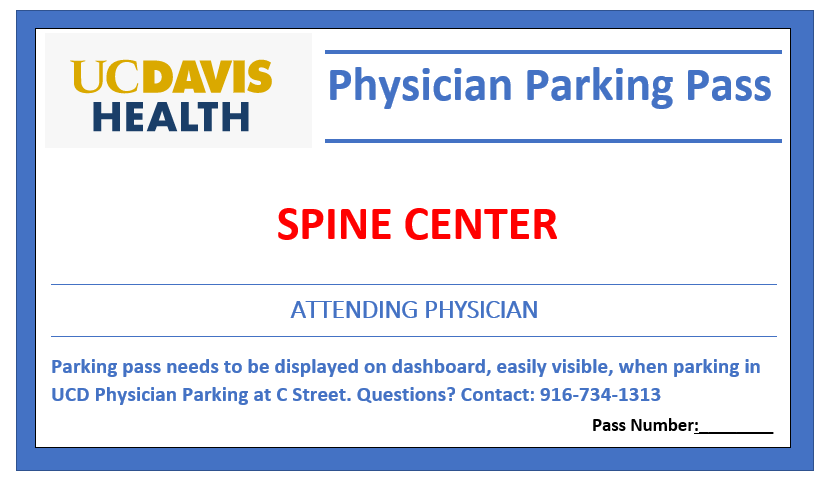 UCDAVIS
HEALTH
Physician Parking Pass
SPINE CENTER
ATTENDING PHYSICIAN
Parking pass needs to be displayed on dashboard, easily visible, when parking in
UCD Physician Parking at C Street. Questions? Contact: 916-734-1313
Pass Number:________